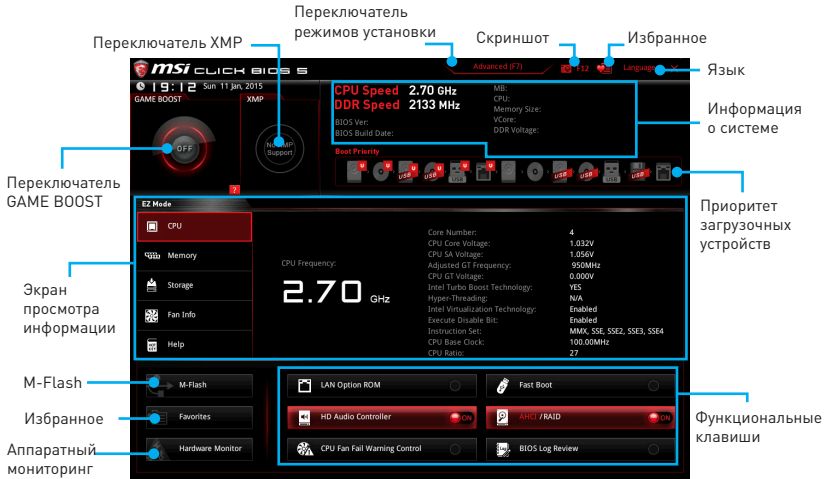 Переключатель
режимов установки
Переключатель XMP
Скриншот
Избранное
Язык
msi CLICK BIOS 5
Advanced (F7)
F12
Language
X
19:12 Sun 11 Jan, 2015
GAME BOOST
XMP
OFF
No XMP
Support
CPU Speed 2.70 GHz
DDR Speed 2133 MHz
BIOS Ver:
BIOS Build Date:
MB:
CPU:
Memory Size:
VCore:
DDR Voltage:
Информация
о системе
Boot Priority
U U U USB U USB U USB U USB USB USB USB
Переключатель
GAME BOOST
?
Приоритет
загрузочных
устройств
EZ Mode
CPU
Memory
Storage
Fan Info
Help
Экран
просмотра
информации
CPU Frequency:
2.70 GHz
Core Number: 4
CPU Core Voltage: 1.032V
CPU SA Voltage: 1.056V
Adjusted GT Frequency: 950MHz
CPU GT Voltage: 0.000V
Intel Turbo Boost Technology: YES
Hyper-Threading: N/A
Intel Virtualization Technology: Enabled
Execute Disable Bit: Enabled
Instruction Set: MMX, SSE, SSE2, SSE3, SSE4
CPU Base Clock: 100.00MHz
CPU Ratio: 27
M-Flash
Избранное
Аппаратный
мониторинг
M-Flash
Favorites
Hardware Monitor
LAN Option ROM
Fast Boot
HD Audio Controller ON
AHCI /RAID ON
CPU Fan Fail Warning Control
BIOS Log Review
Функциональные
клавиши